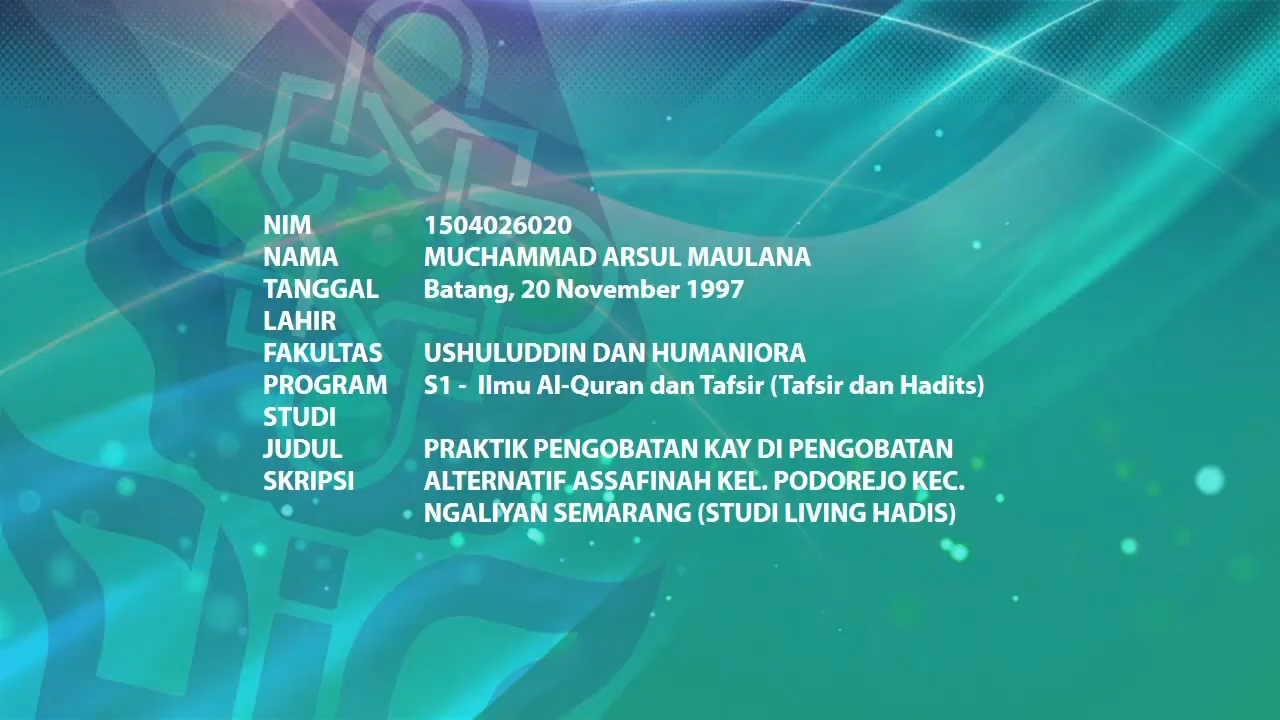 NIM 1504026020
NAMA MUCHAMMAD ARSUL MAULANA
TANGGAL Batang, 20 November 1997
LAHIR
FAKULTAS USHULUDDIN DAN HUMANIORA
PROGRAM S1 - Ilmu Al-Quran dan Tafsir (Tafsir dan Hadits)
STUDI
JUDUL PRAKTIK PENGOBATAN KAY DI PENGOBATAN
SKRIPSI ALTERNATIF ASSAFINAH KEL. PODOREJO KEC.
NGALIYAN SEMARANG (STUDI LIVING HADIS)